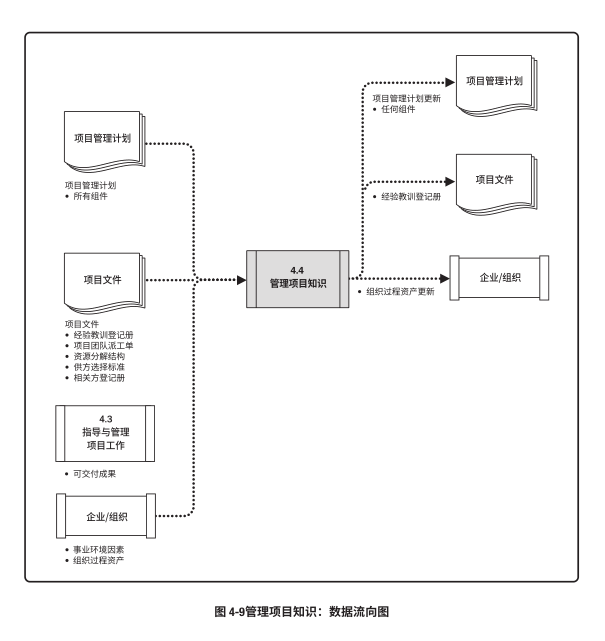 项目管理计划
项目管理计划
• 所有组件
项目文件
项目文件
• 经验教训登记册
• 项目团队派工单
• 资源分解结构
• 供方选择标准
• 相关方登记册
4.3
指导与管理
项目工作
• 可交付成果
企业/组织
• 事业环境因素
• 组织过程资产
4.4
管理项目知识
项目管理计划
项目管理计划更新
• 任何组件
项目文件
• 经验教训登记册
企业/组织
• 组织过程资产更新
图 4-9管理项目知识：数据流向图